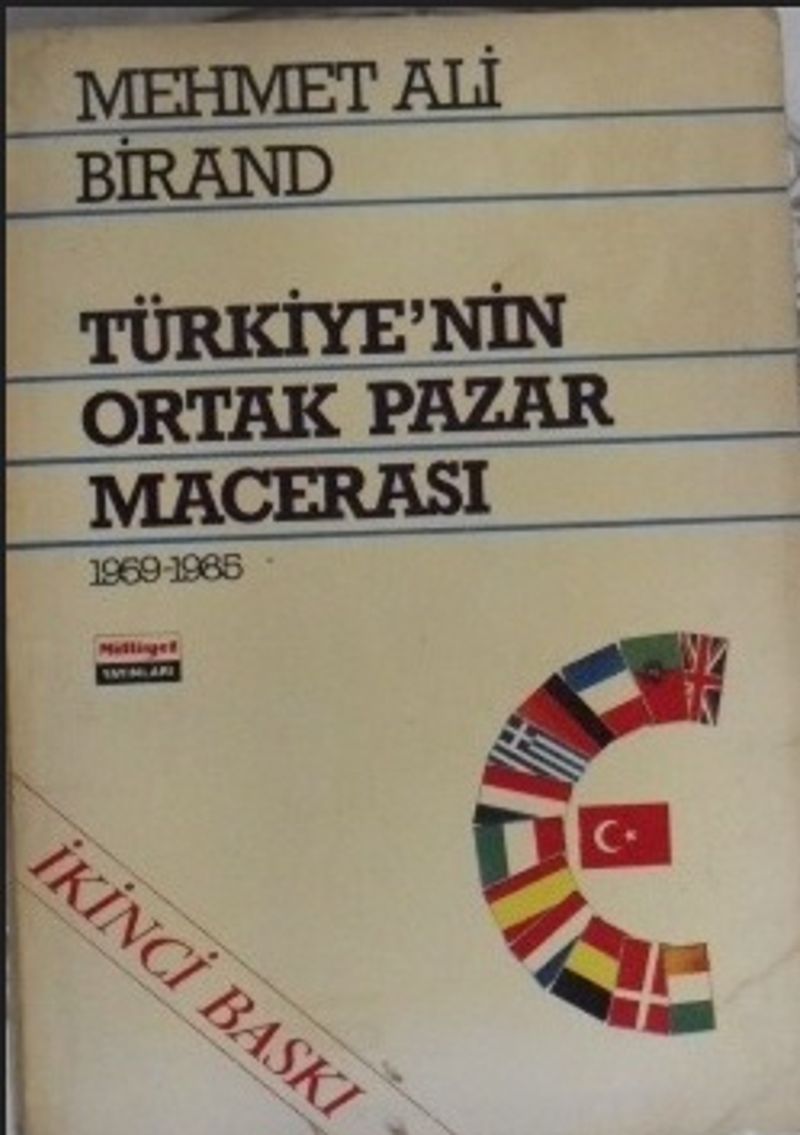 MEHMET ALİ
BİRAND
TÜRKİYE'NİN
ORTAK PAZAR
MACERASI
1959-1985
Milliyet
YAYINLARI
İKİNCİ BASKI